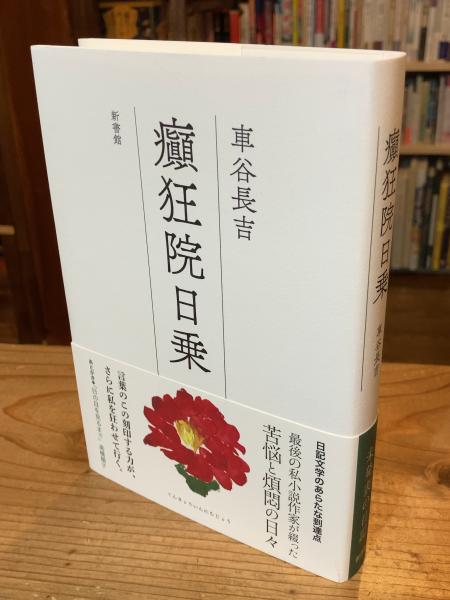 車谷長吉
癲狂院日乗
新書館
日記文学のあらたな到達点
最後の私小説作家が綴った
苦悩と煩悶の日々
言葉のこの刻印する力が、
さらに私を狂わせて行く。
てんきょういんにちじょう
癲狂院日乗
車谷長吉